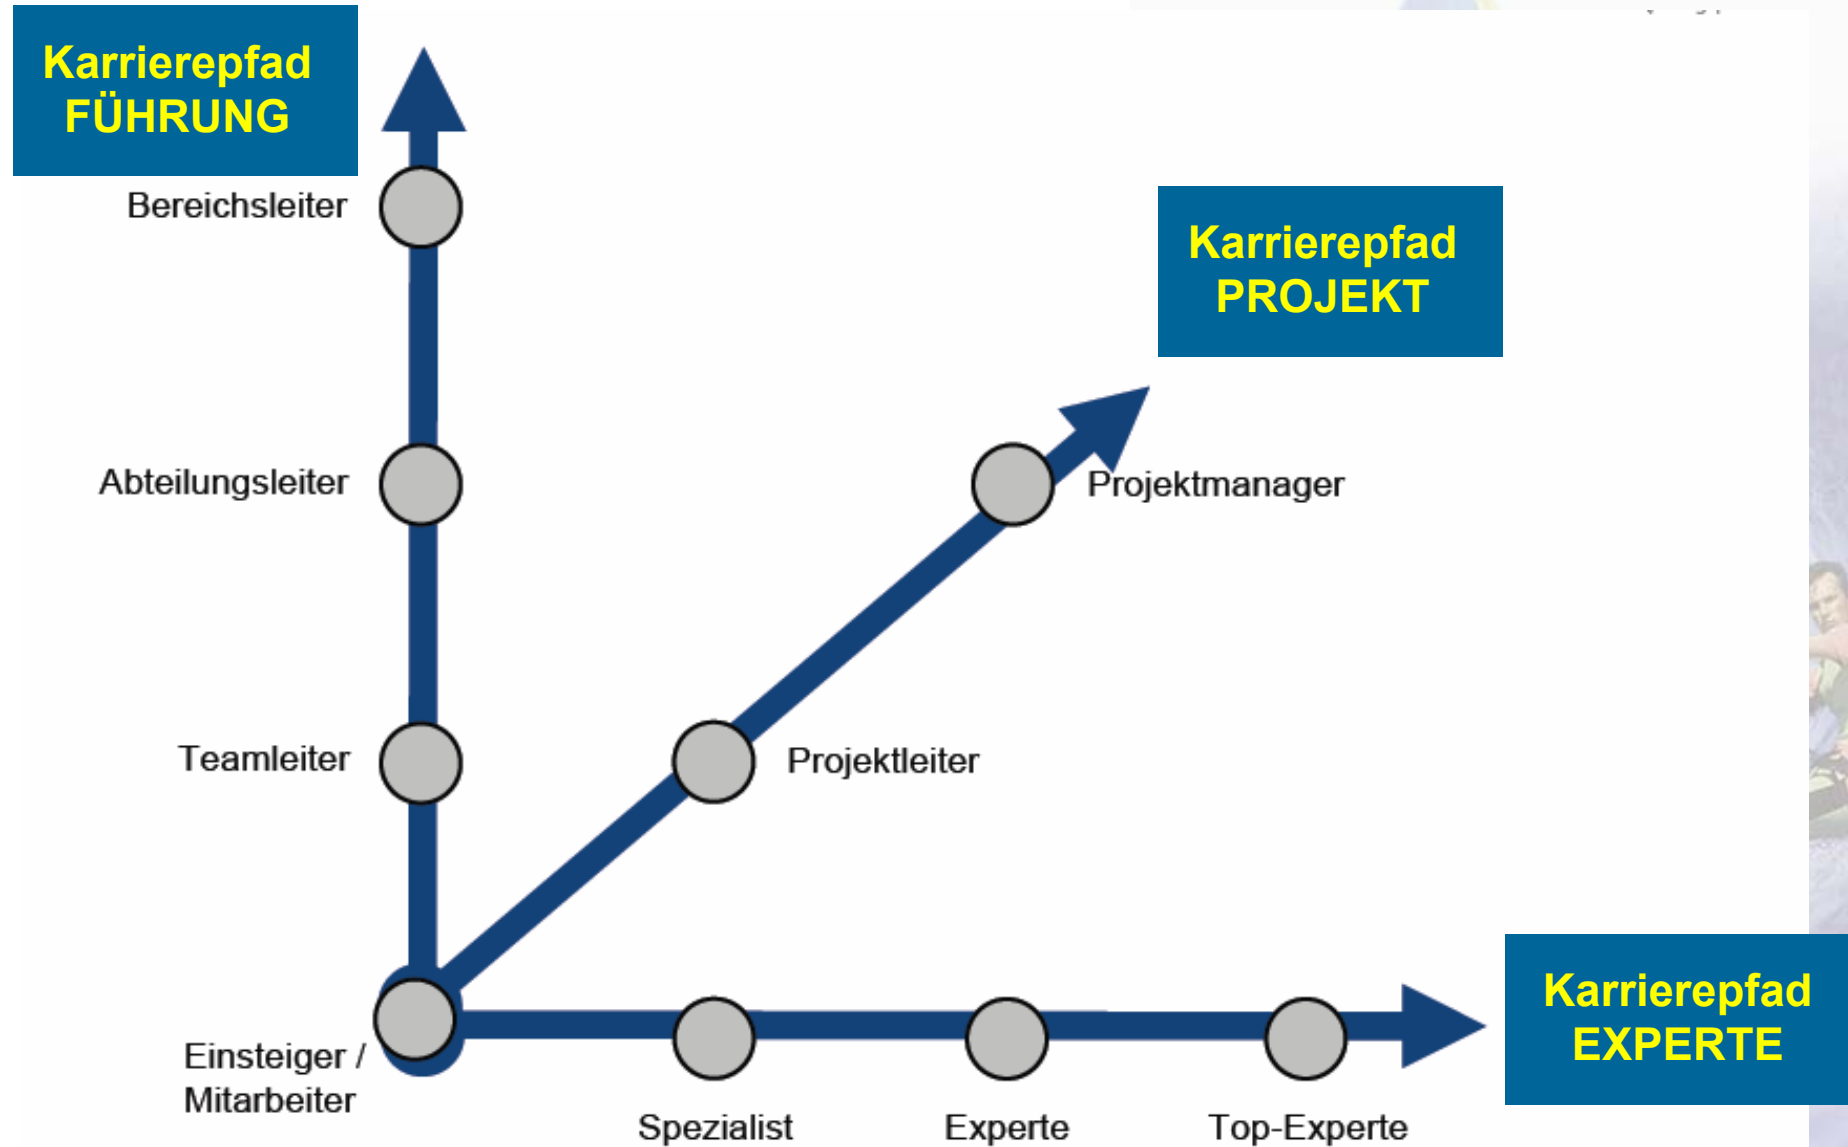 Karrierepfad
FÜHRUNG
Bereichsleiter
Karrierepfad
PROJEKT
Abteilungsleiter
Projektmanager
Teamleiter
Projektleiter
Karrierepfad
EXPERTE
Einsteiger /
Mitarbeiter
Spezialist
Experte
Top-Experte